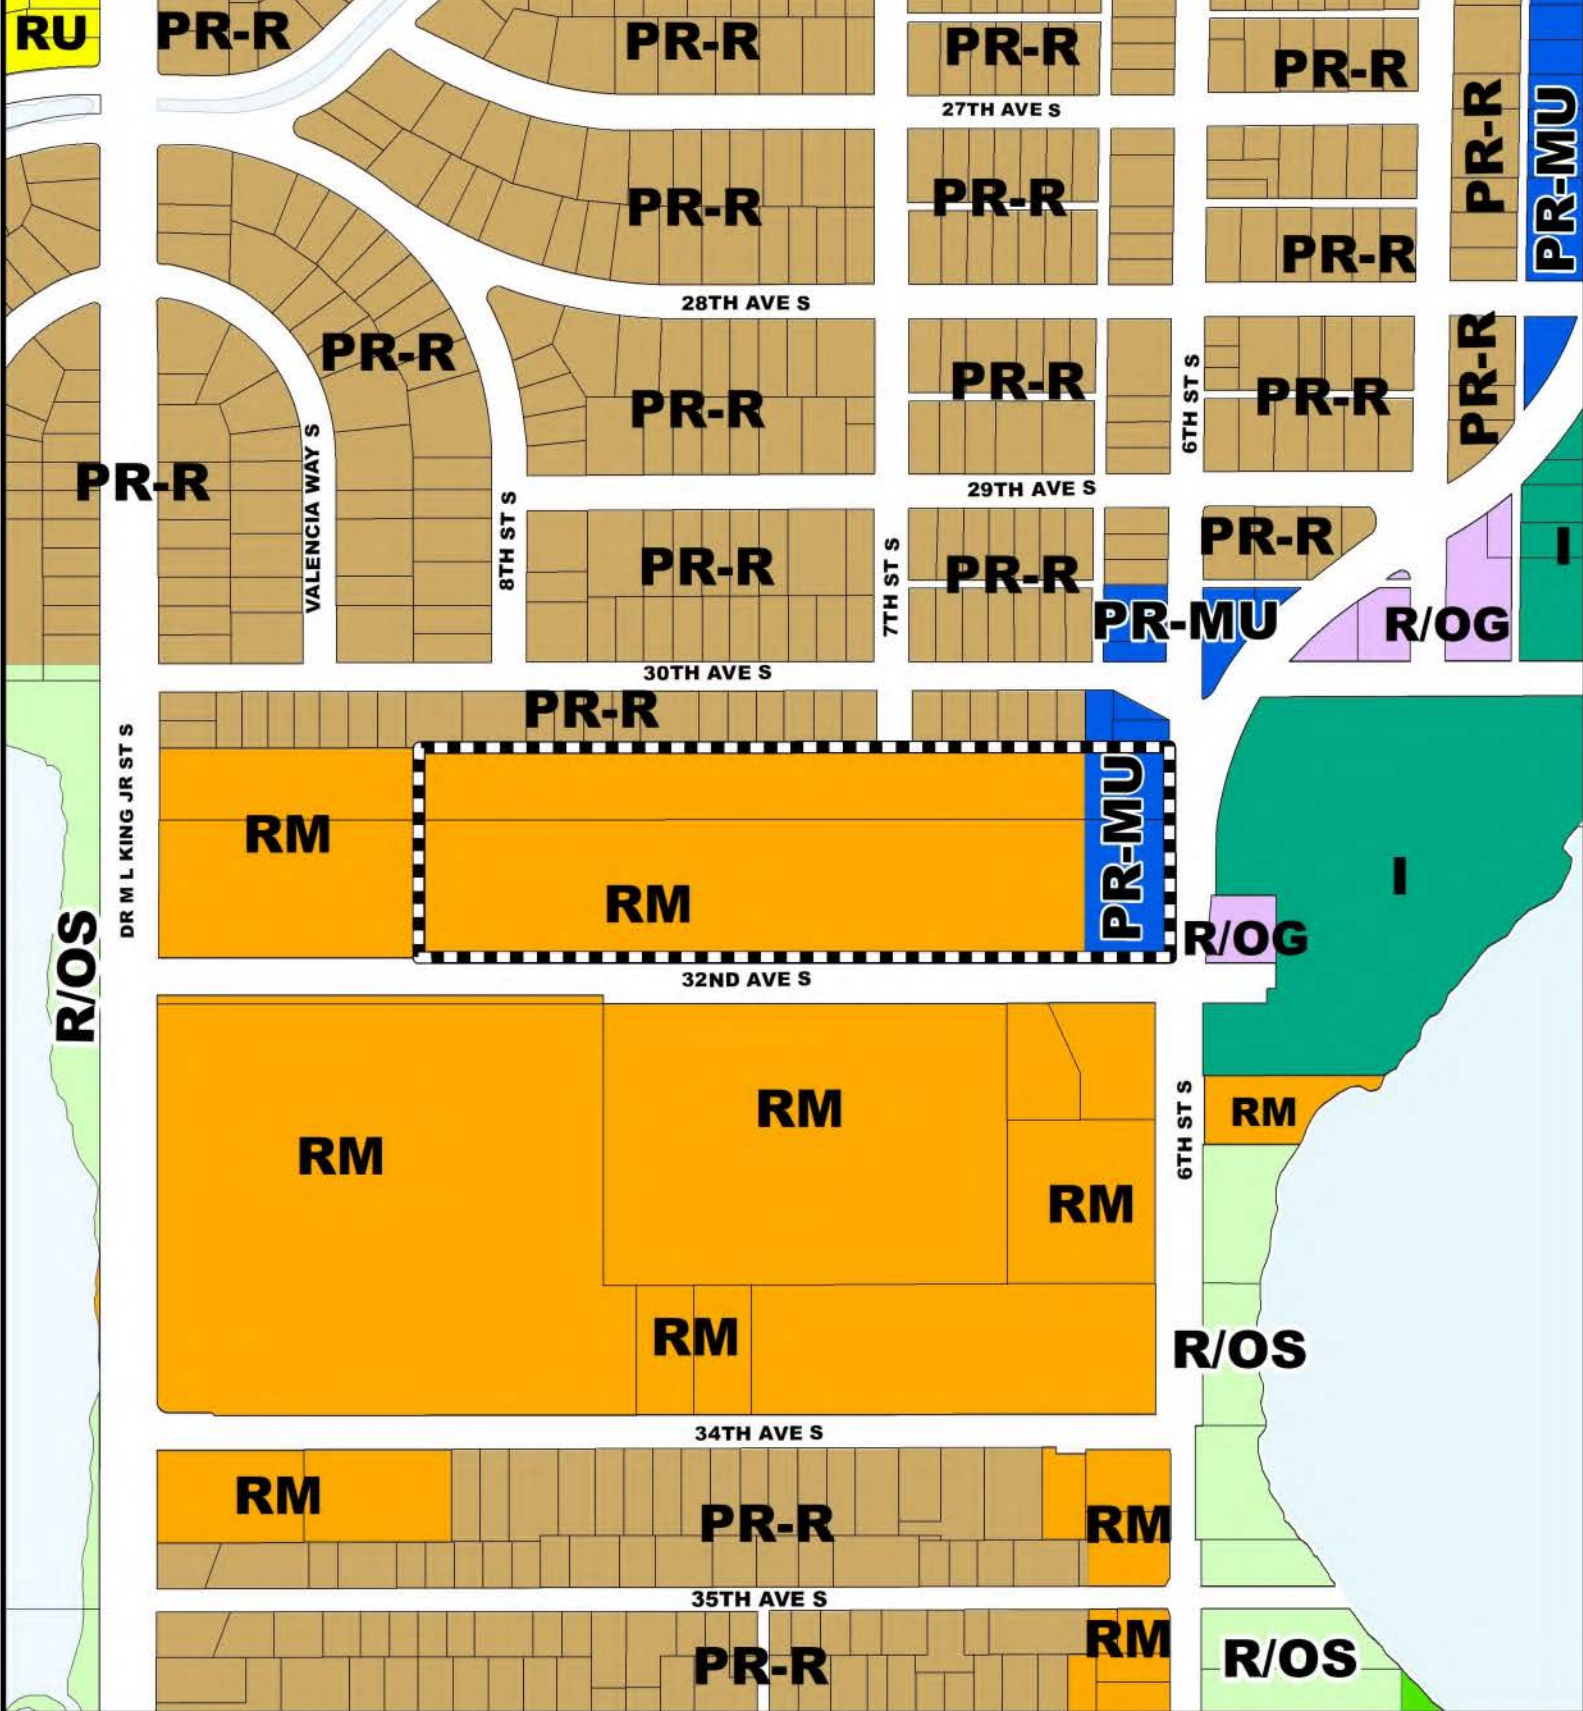 RU
PR-R
PR-R
PR-R
PR-R
27TH AVE S
PR-R
PR-MU
PR-R
PR-R
PR-R
28TH AVE S
PR-R
PR-R
PR-R
PR-R
6TH ST S
PR-R
PR-R
VALENCIA WAY S
8TH ST S
29TH AVE S
PR-R
I
PR-R
PR-R
7TH ST S
PR-MU
R/OG
30TH AVE S
PR-R
DR M L KING JR ST S
RM
RM
PR-MU
I
R/OG
R/OS
32ND AVE S
RM
RM
RM
6TH ST S
RM
RM
R/OS
34TH AVE S
RM
PR-R
RM
35TH AVE S
PR-R
RM
R/OS